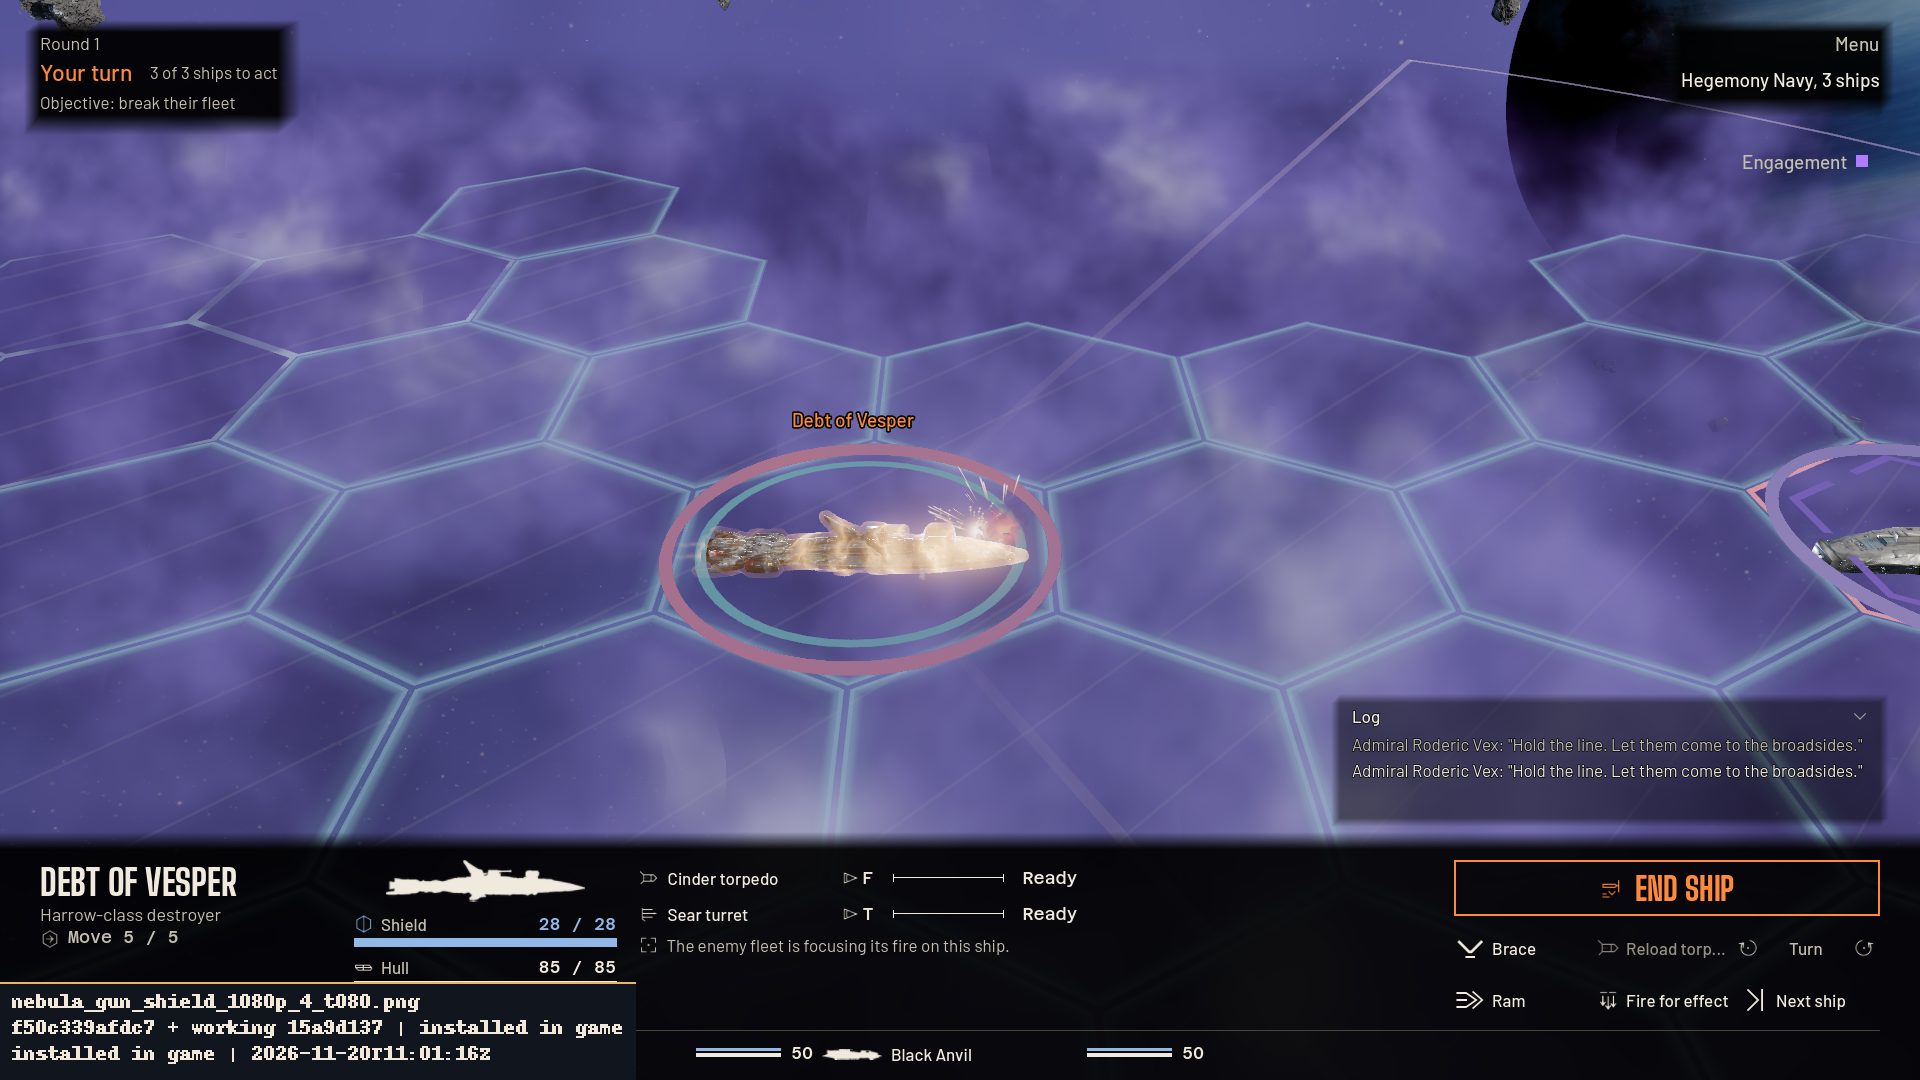 Round 1
Your turn 3 of 3 ships to act
Objective: break their fleet
Menu
Hegemony Navy, 3 ships
Engagement
Debt of Vesper
Log
Admiral Roderic Vex: "Hold the line. Let them come to the broadsides."
Admiral Roderic Vex: "Hold the line. Let them come to the broadsides."
DEBT OF VESPER
Harrow-class destroyer
Move 5 / 5
Shield 28 / 28
Hull 85 / 85
Cinder torpedo F Ready
Sear turret T Ready
The enemy fleet is focusing its fire on this ship.
END SHIP
Brace Reload torp... Turn
Ram Fire for effect Next ship
nebula_gun_shield_1080p_4_t080.png
f50c339afdc7 + working 15a9d137 | installed in game
installed in game | 2026-11-20T11:01:16Z
50 Black Anvil 50